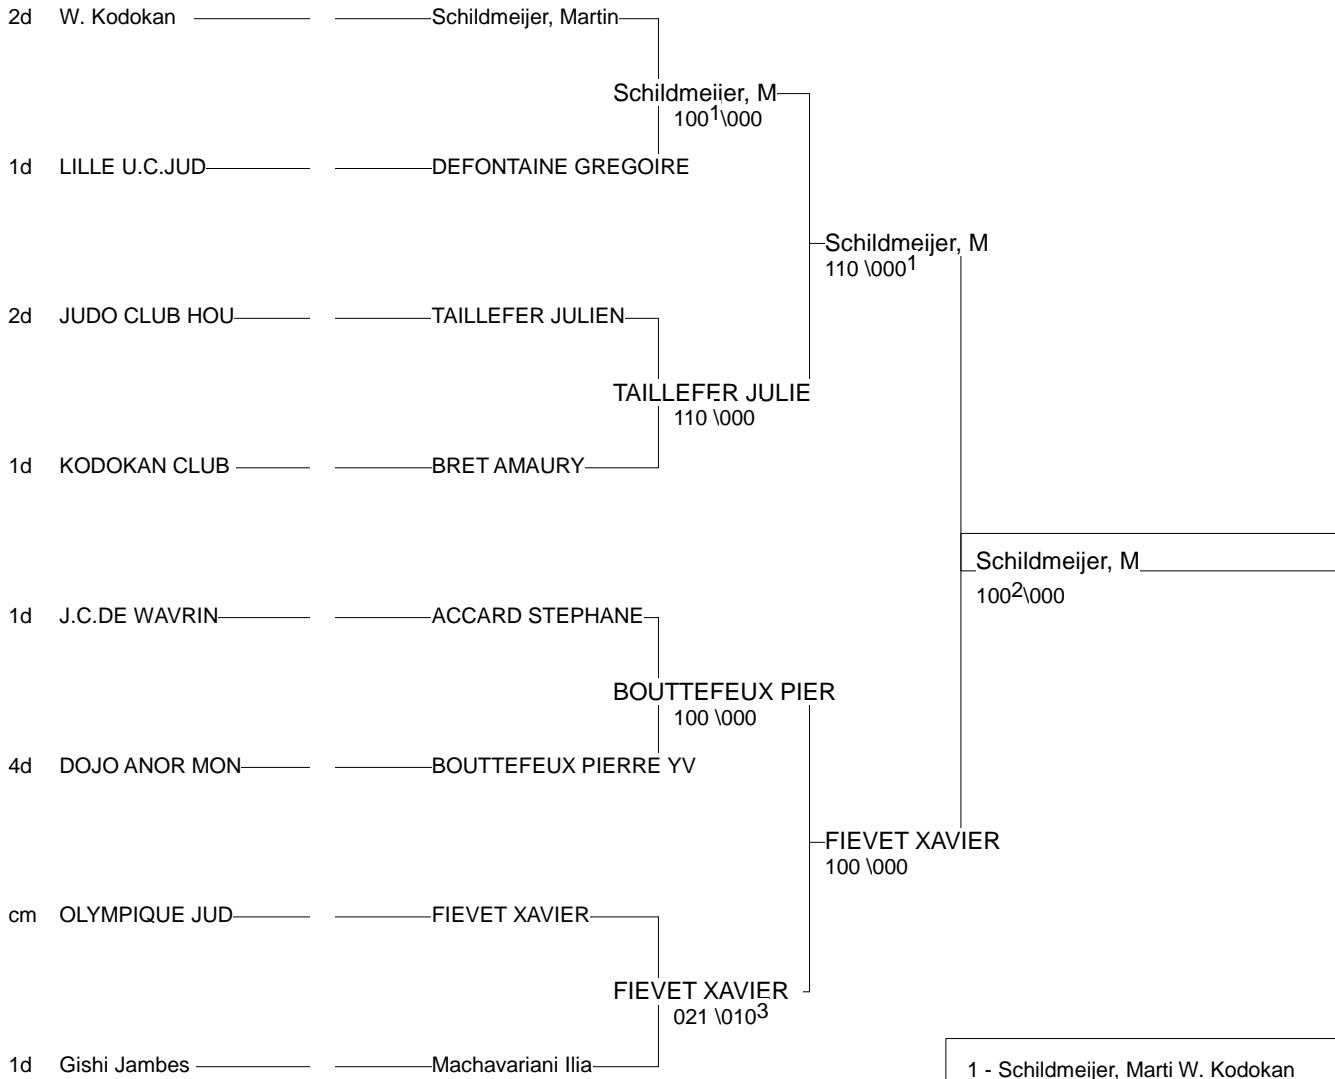 2d W. Kodokan Schildmeijer, Martin
Schildmeijer, M
100¹\000
1d LILLE U.C.JUD DEFONTAINE GREGOIRE
Schildmeijer, M
110 \000¹
2d JUDO CLUB HOU TAILLEFER JULIEN
TAILLEFER JULIE
110 \000
1d KODOKAN CLUB BRET AMAURY
Schildmeijer, M
100²\000
1d J.C.DE WAVRIN ACCARD STEPHANE
BOUTTEFEUX PIER
100 \000
4d DOJO ANOR MON BOUTTEFEUX PIERRE YV
FIEVET XAVIER
100 \000
cm OLYMPIQUE JUD FIEVET XAVIER
FIEVET XAVIER
021 \010³
1d Gishi Jambes Machavariani Ilia
1 - Schildmeijer, Marti W. Kodokan